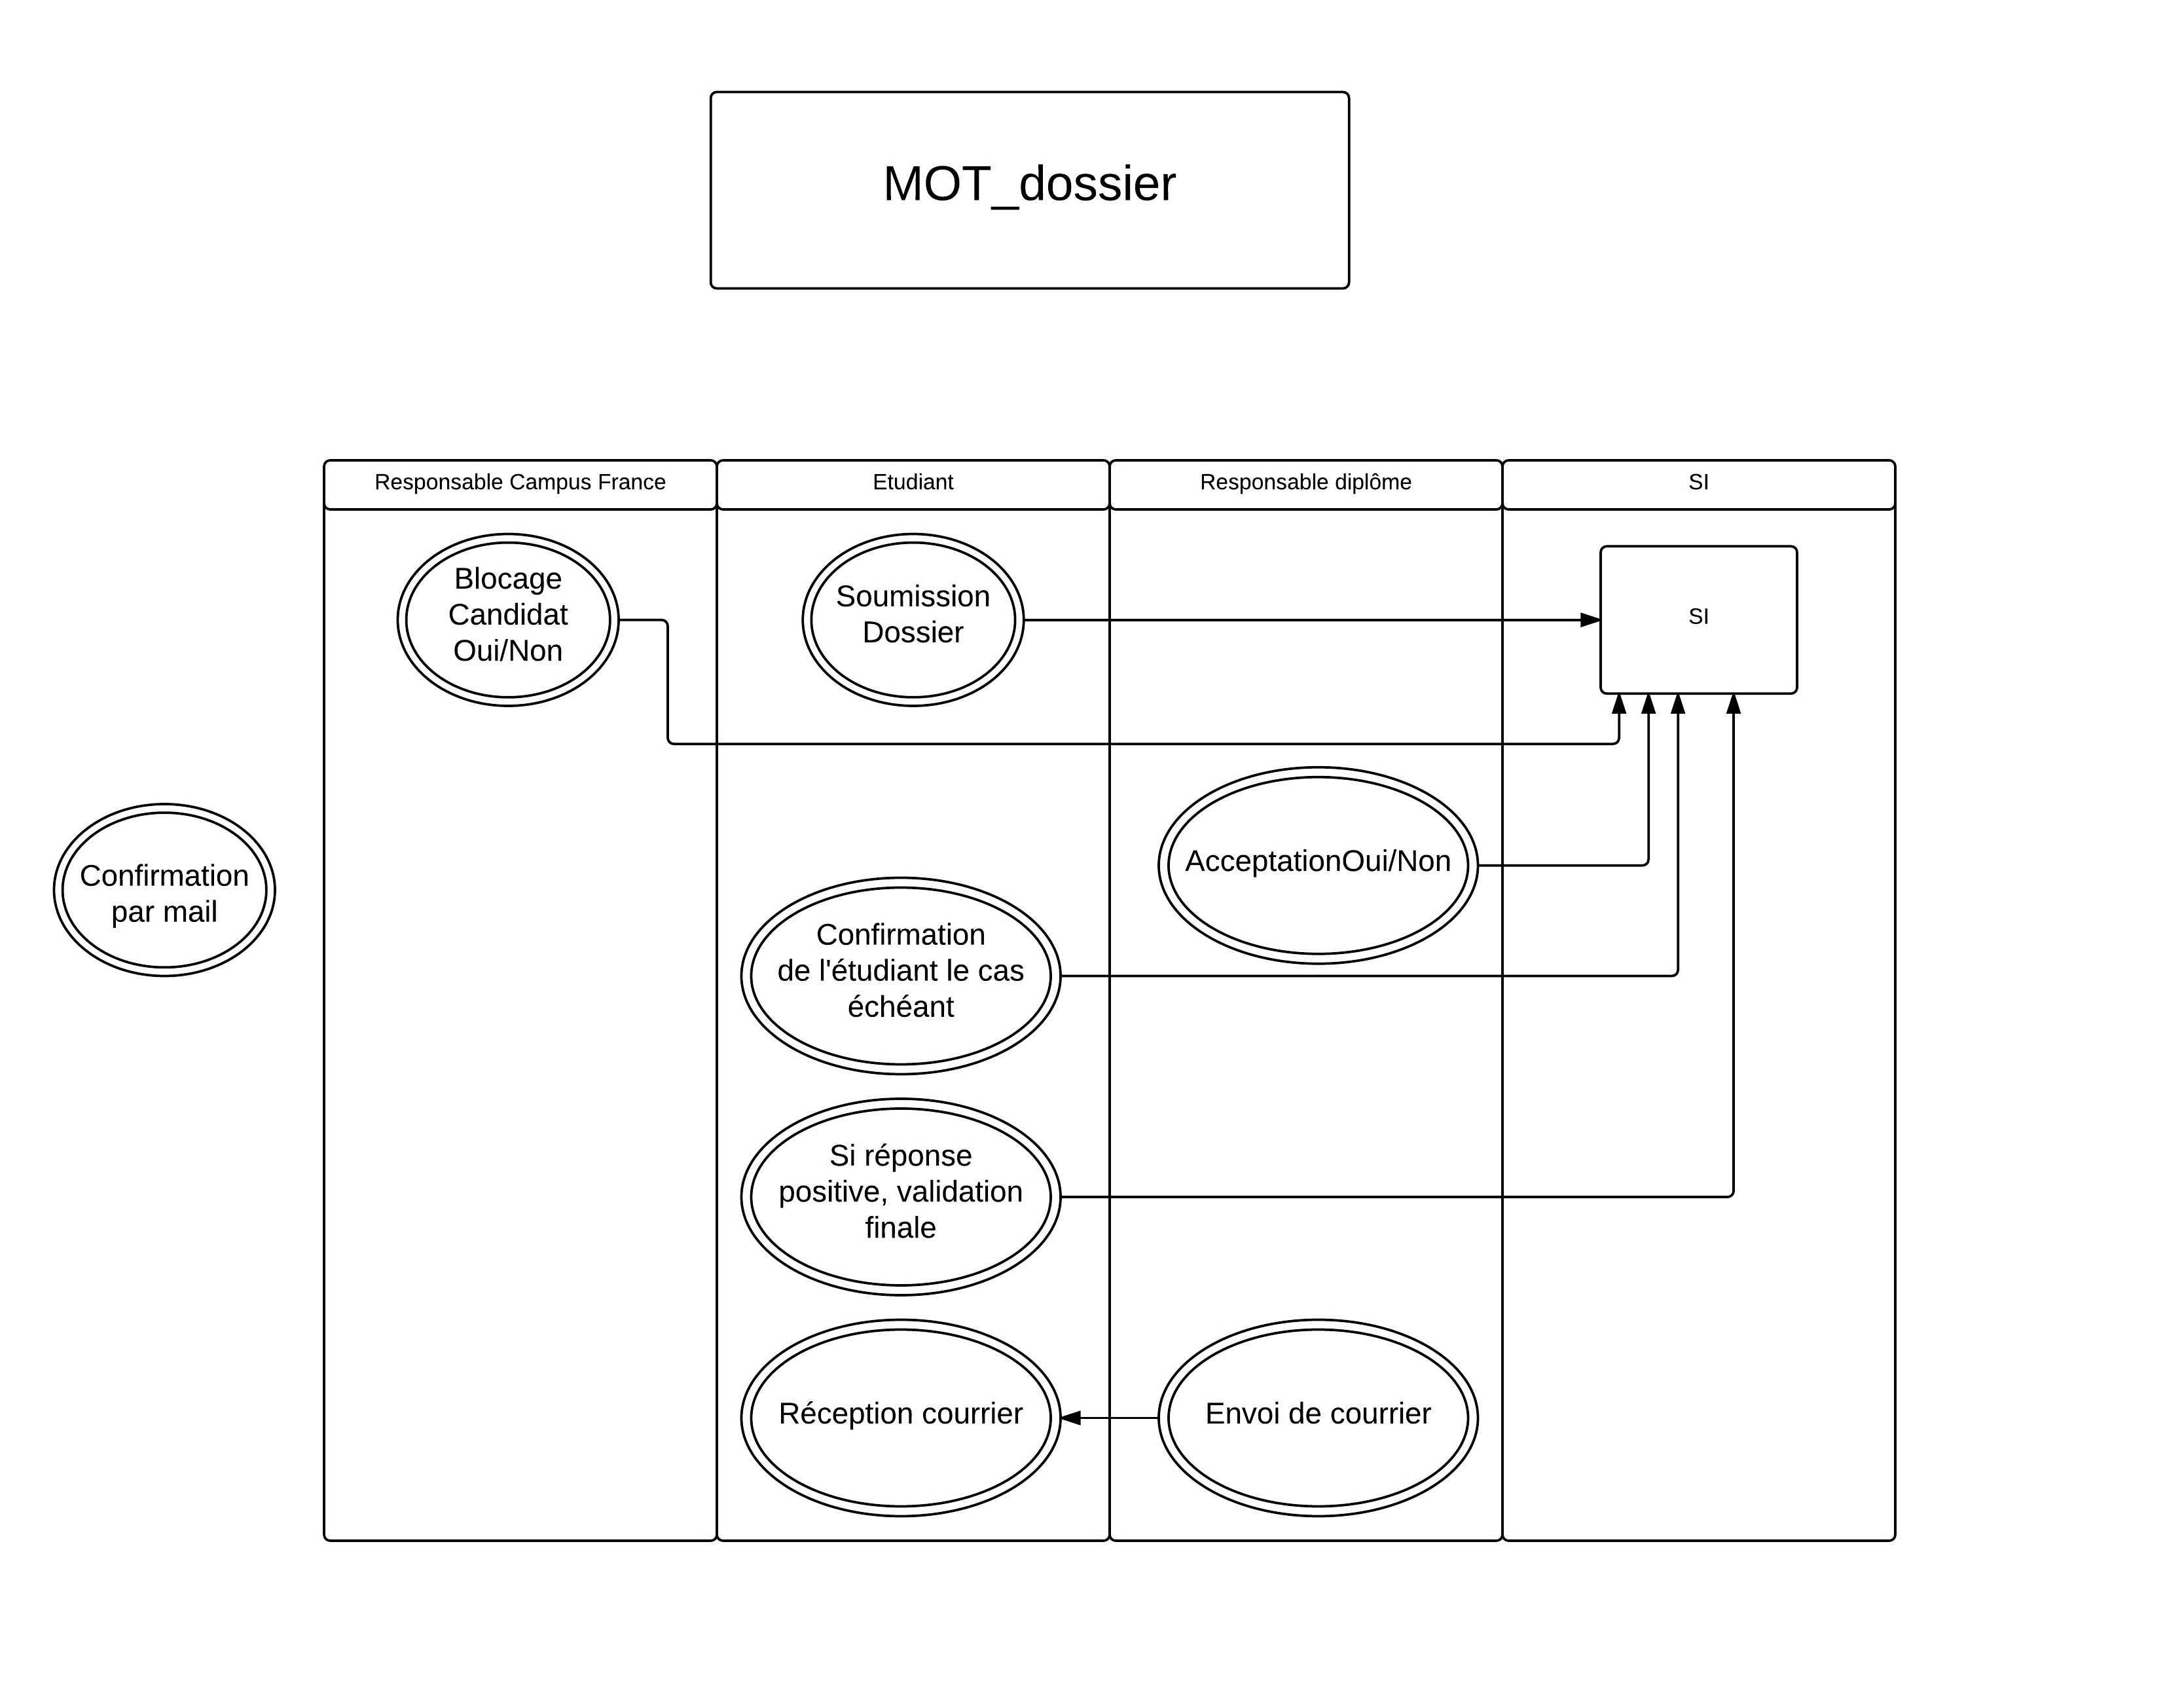 MOT_dossier
Responsable Campus France
Etudiant
Responsable diplôme
SI
Blocage
Candidat
Oui/Non
Soumission
Dossier
SI
Confirmation
par mail
AcceptationOui/Non
Confirmation
de l'étudiant le cas
échéant
Si réponse
positive, validation
finale
Réception courrier
Envoi de courrier